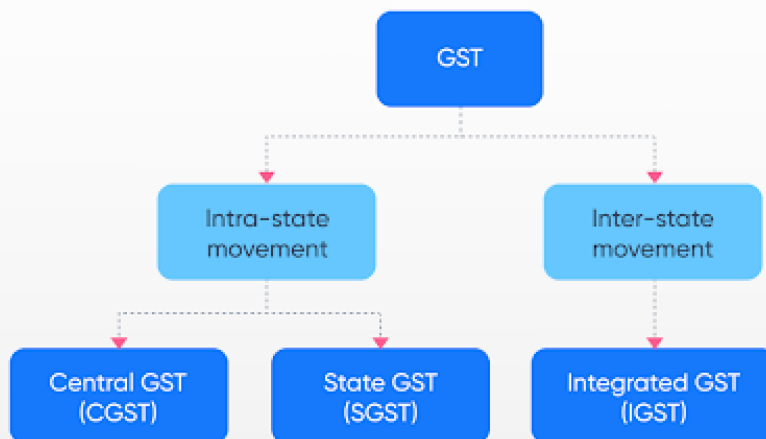 GST
Intra-state
movement
Inter-state
movement
Central GST
(CGST)
State GST
(SGST)
Integrated GST
(IGST)